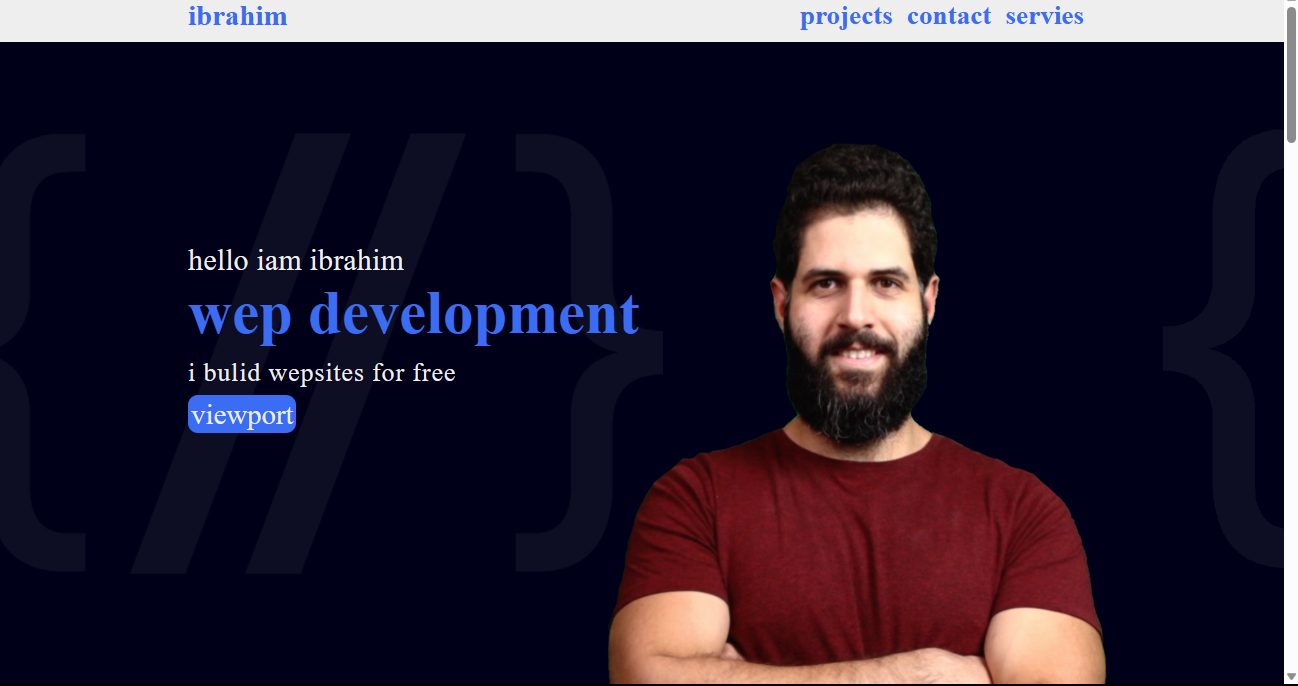 ibrahim projects contact servies
{//} {
hello iam ibrahim
wep development
i bulid wepsites for free
viewport